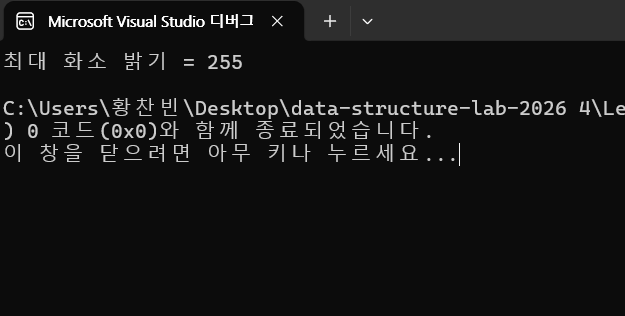 Microsoft Visual Studio 디버그
최대 화소 밝기 = 255
C:\Users\황찬빈\Desktop\data-structure-lab-2026 4\Le
) 0 코드(0x0)와 함께 종료되었습니다.
이 창을 닫으려면 아무 키나 누르세요...